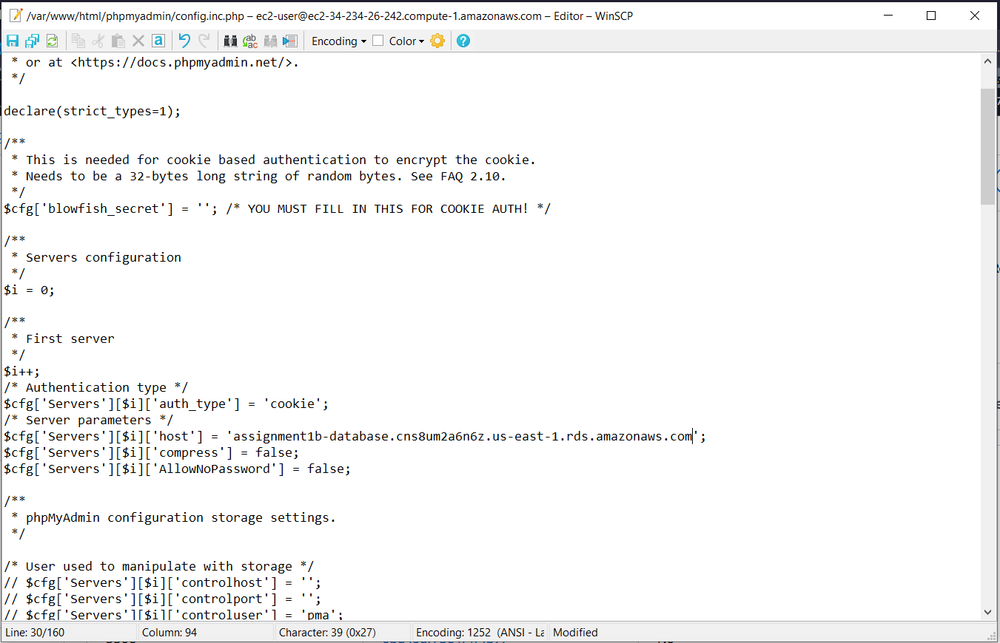 /var/www/html/phpmyadmin/config.inc.php – ec2-user@ec2-34-234-26-242.compute-1.amazonaws.com – Editor – WinSCP
Encoding Color
* or at <https://docs.phpmyadmin.net/>.
*/
declare(strict_types=1);
/**
* This is needed for cookie based authentication to encrypt the cookie.
* Needs to be a 32-bytes long string of random bytes. See FAQ 2.10.
*/
$cfg['blowfish_secret'] = ''; /* YOU MUST FILL IN THIS FOR COOKIE AUTH! */
/**
* Servers configuration
*/
$i = 0;
/**
* First server
*/
$i++;
/* Authentication type */
$cfg['Servers'][$i]['auth_type'] = 'cookie';
/* Server parameters */
$cfg['Servers'][$i]['host'] = 'assignment1b-database.cns8um2a6n6z.us-east-1.rds.amazonaws.com';
$cfg['Servers'][$i]['compress'] = false;
$cfg['Servers'][$i]['AllowNoPassword'] = false;
/**
* phpMyAdmin configuration storage settings.
*/
/* User used to manipulate with storage */
// $cfg['Servers'][$i]['controlhost'] = '';
// $cfg['Servers'][$i]['controlport'] = '';
// $cfg['Servers'][$i]['controluser'] = 'pma';
Line: 30/160 Column: 94 Character: 39 (0x27) Encoding: 1252 (ANSI - La Modified